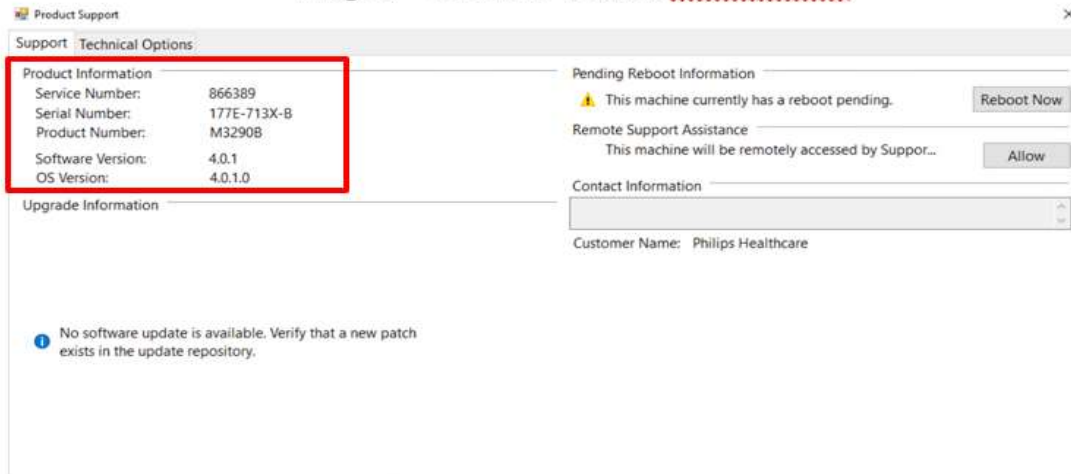 Product Support
Support Technical Options
Product Information
Service Number: 866389
Serial Number: 177E-713X-B
Product Number: M3290B
Software Version: 4.0.1
OS Version: 4.0.1.0
Upgrade Information
No software update is available. Verify that a new patch
exists in the update repository.
Pending Reboot Information
This machine currently has a reboot pending. Reboot Now
Remote Support Assistance
This machine will be remotely accessed by Suppor... Allow
Contact Information
Customer Name: Philips Healthcare